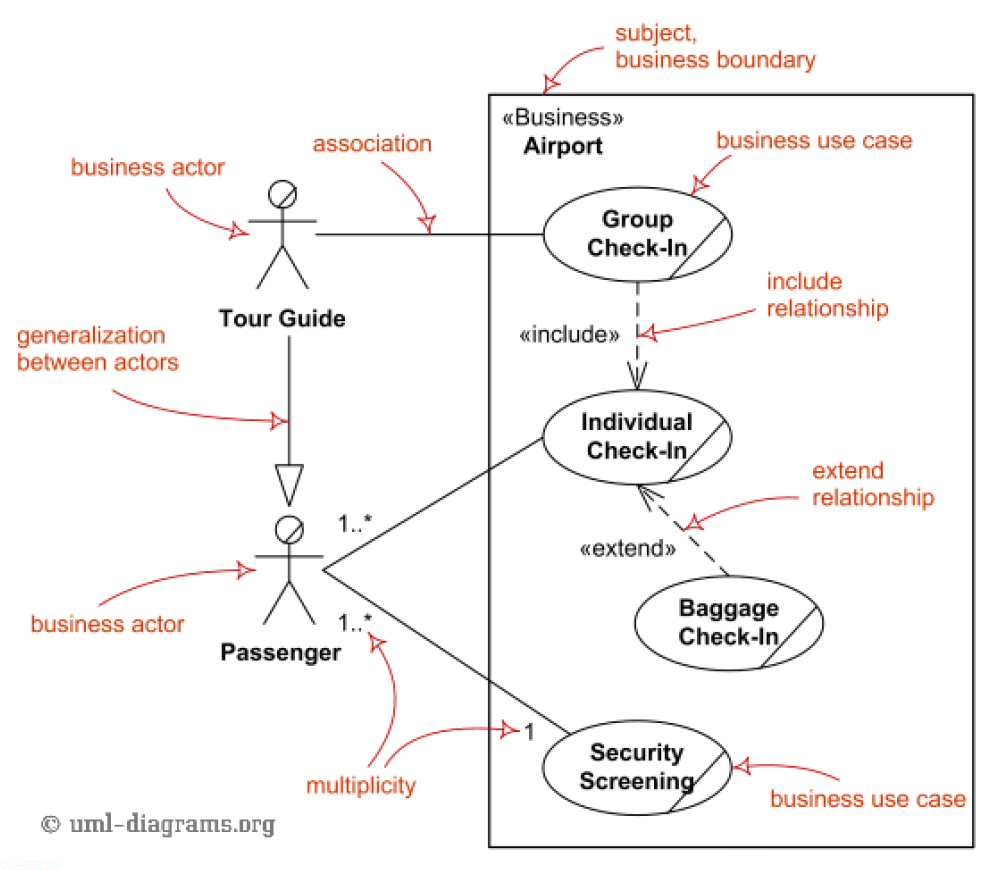 subject,
business boundary
«Business»
Airport
business use case
association
business actor
Group
Check-In
include
relationship
Tour Guide
«include»
generalization
between actors
Individual
Check-In
extend
relationship
1..*
«extend»
Baggage
Check-In
business actor
1..*
Passenger
1
Security
Screening
multiplicity
business use case
© uml-diagrams.org